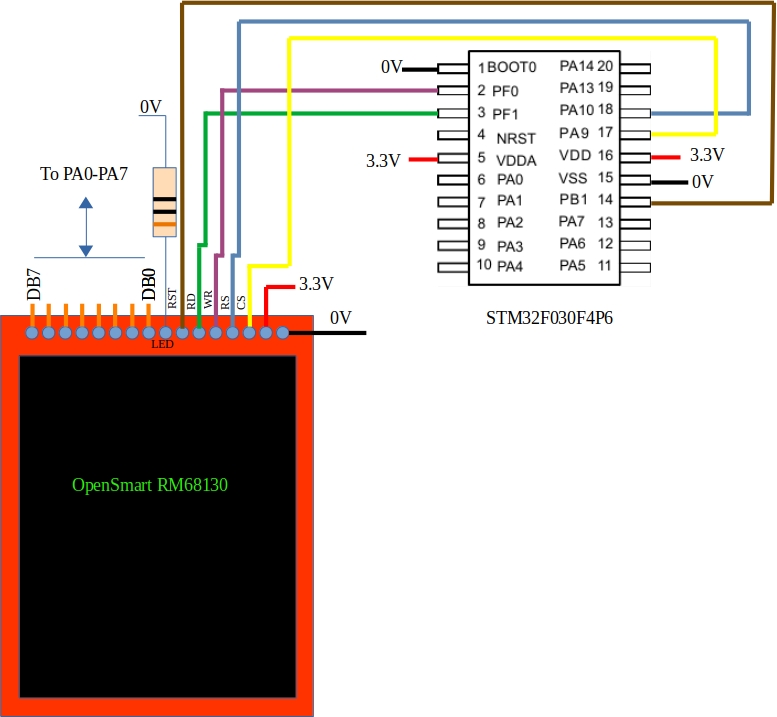 0V
1 BOOT0
PA14 20
2 PF0
PA13 19
3 PF1
PA10 18
4 NRST
PA9 17
3.3V
5 VDDA
VDD 16
3.3V
6 PA0
VSS 15
0V
7 PA1
PB1 14
8 PA2
PA7 13
9 PA3
PA6 12
10 PA4
PA5 11
STM32F030F4P6
0V
To PA0-PA7
DB7
DB0
RST
RD
WR
RS
CS
3.3V
0V
LED
OpenSmart RM68130